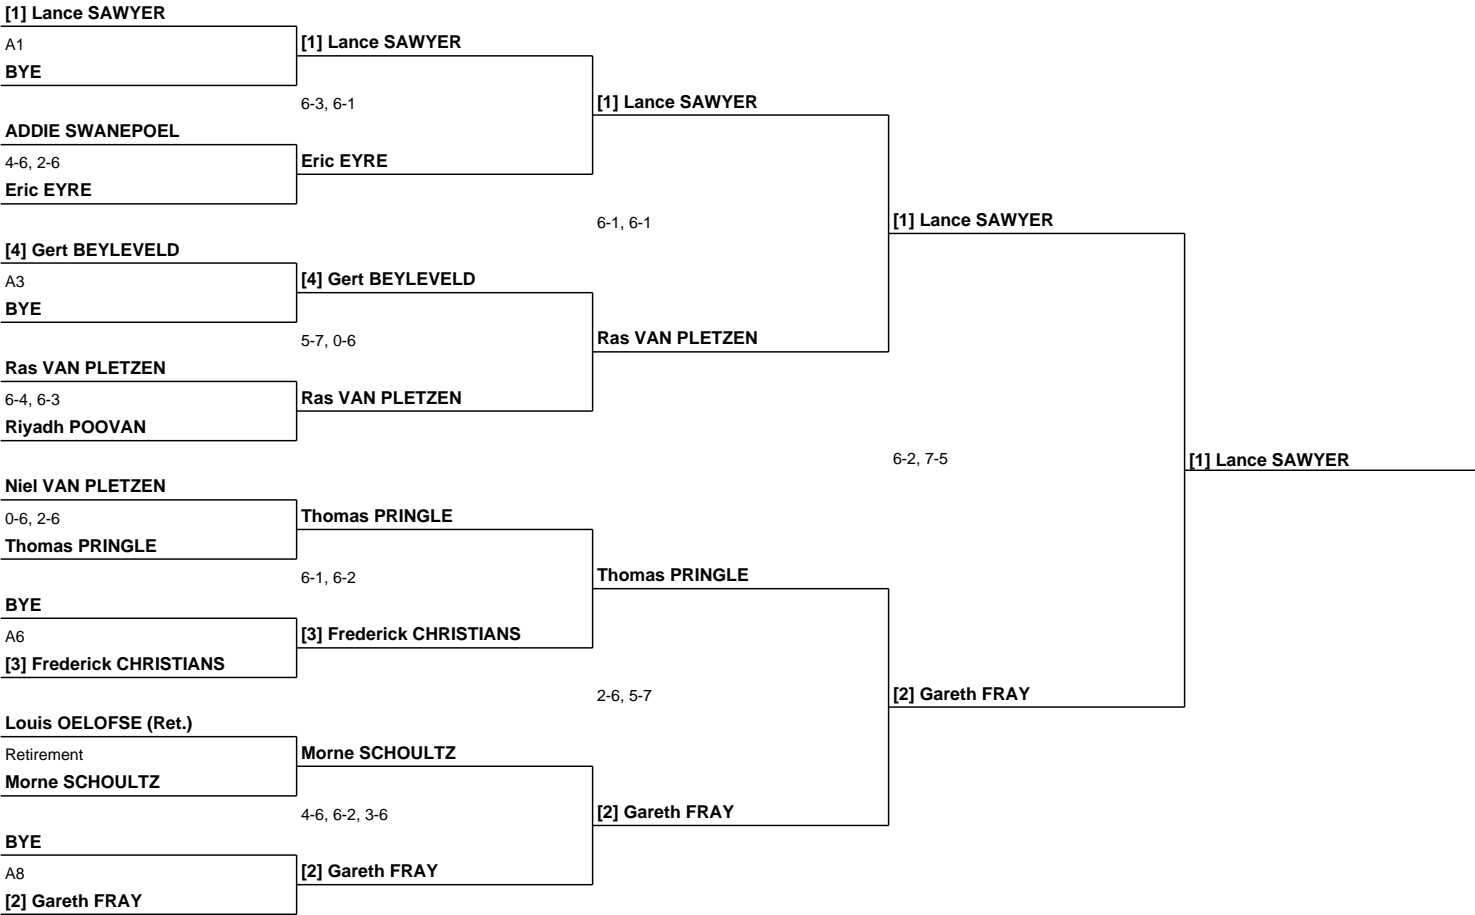 [1] Lance SAWYER
A1
BYE
ADDIE SWANEPOEL
4-6, 2-6
Eric EYRE
[4] Gert BEYLEVELD
A3
BYE
Ras VAN PLETZEN
6-4, 6-3
Riyadh POOVAN
Niel VAN PLETZEN
0-6, 2-6
Thomas PRINGLE
BYE
A6
[3] Frederick CHRISTIANS
Louis OELOFSE (Ret.)
Retirement
Morne SCHOULTZ
BYE
A8
[2] Gareth FRAY
[1] Lance SAWYER
6-3, 6-1
Eric EYRE
[4] Gert BEYLEVELD
5-7, 0-6
Ras VAN PLETZEN
Thomas PRINGLE
6-1, 6-2
[3] Frederick CHRISTIANS
Morne SCHOULTZ
4-6, 6-2, 3-6
[2] Gareth FRAY
[1] Lance SAWYER
6-1, 6-1
Ras VAN PLETZEN
Thomas PRINGLE
2-6, 5-7
[2] Gareth FRAY
[1] Lance SAWYER
6-2, 7-5
[2] Gareth FRAY
[1] Lance SAWYER